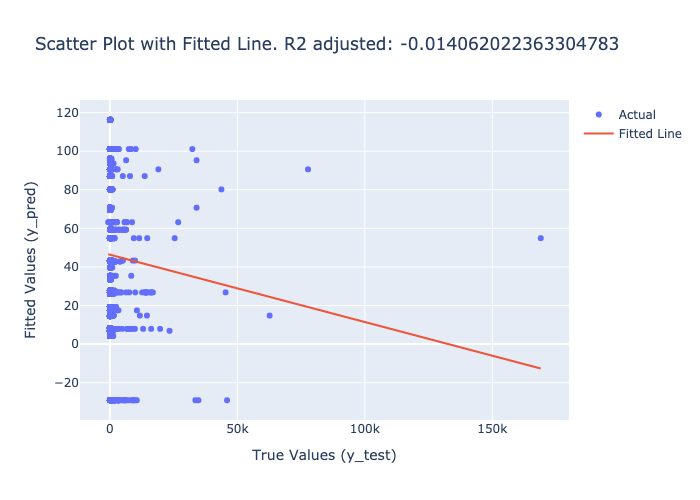 Scatter Plot with Fitted Line. R2 adjusted: -0.014062022363304783
Actual
Fitted Line
120
100
80
60
40
20
0
−20
Fitted Values (y_pred)
0
50k
100k
150k
True Values (y_test)